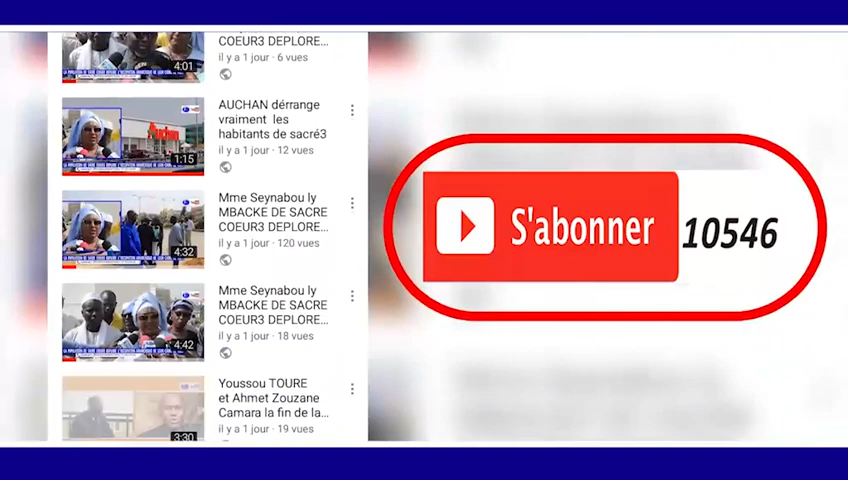 COEUR3 DEPLORE...
il y a 1 jour · 6 vues
4:01
AUCHAN dérrange
vraiment les
habitants de sacré3
il y a 1 jour · 12 vues
Auchan
1:15
Mme Seynabou ly
MBACKE DE SACRE
COEUR3 DEPLORE...
il y a 1 jour · 120 vues
4:32
Mme Seynabou ly
MBACKE DE SACRE
COEUR3 DEPLORE...
il y a 1 jour · 18 vues
4:42
Youssou TOURE
et Ahmet Zouzane
Camara la fin de la...
il y a 1 jour · 19 vues
3:30
S'abonner
10546